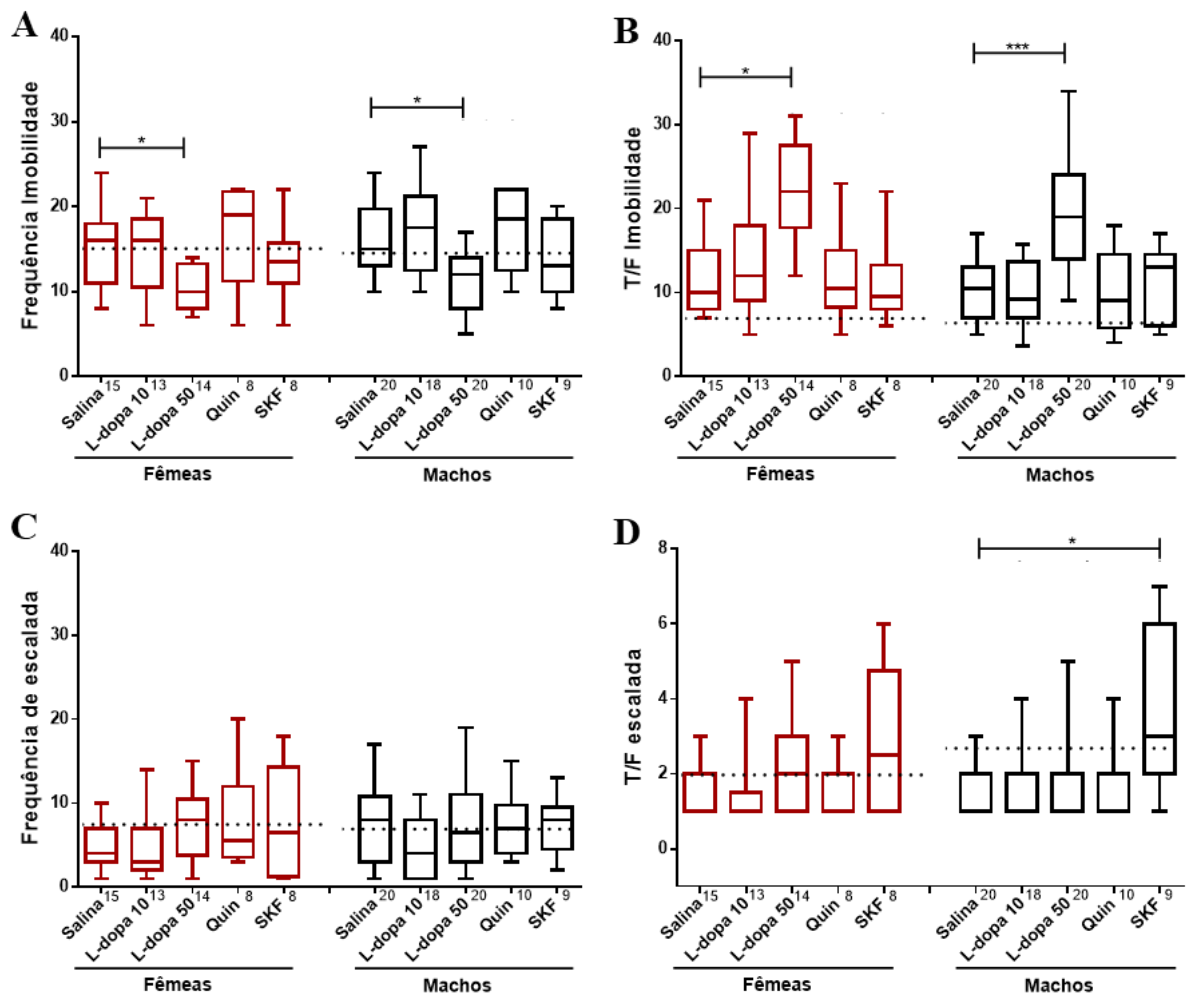 A
Frequência Imobilidade
40
30
20
10
0
*
*
Salina 15
L-dopa 10 13
L-dopa 50 14
Quin 8
SKF 8
Salina 20
L-dopa 10 18
L-dopa 50 20
Quin 10
SKF 9
Fêmeas
Machos
B
T/F Imobilidade
40
30
20
10
0
*
***
Salina 15
L-dopa 10 13
L-dopa 50 14
Quin 8
SKF 8
Salina 20
L-dopa 10 18
L-dopa 50 20
Quin 10
SKF 9
Fêmeas
Machos
C
Frequência de escalada
40
30
20
10
0
Salina 15
L-dopa 10 13
L-dopa 50 14
Quin 8
SKF 8
Salina 20
L-dopa 10 18
L-dopa 50 20
Quin 10
SKF 9
Fêmeas
Machos
D
T/F escalada
8
6
4
2
0
*
Salina 15
L-dopa 10 13
L-dopa 50 14
Quin 8
SKF 8
Salina 20
L-dopa 10 18
L-dopa 50 20
Quin 10
SKF 9
Fêmeas
Machos